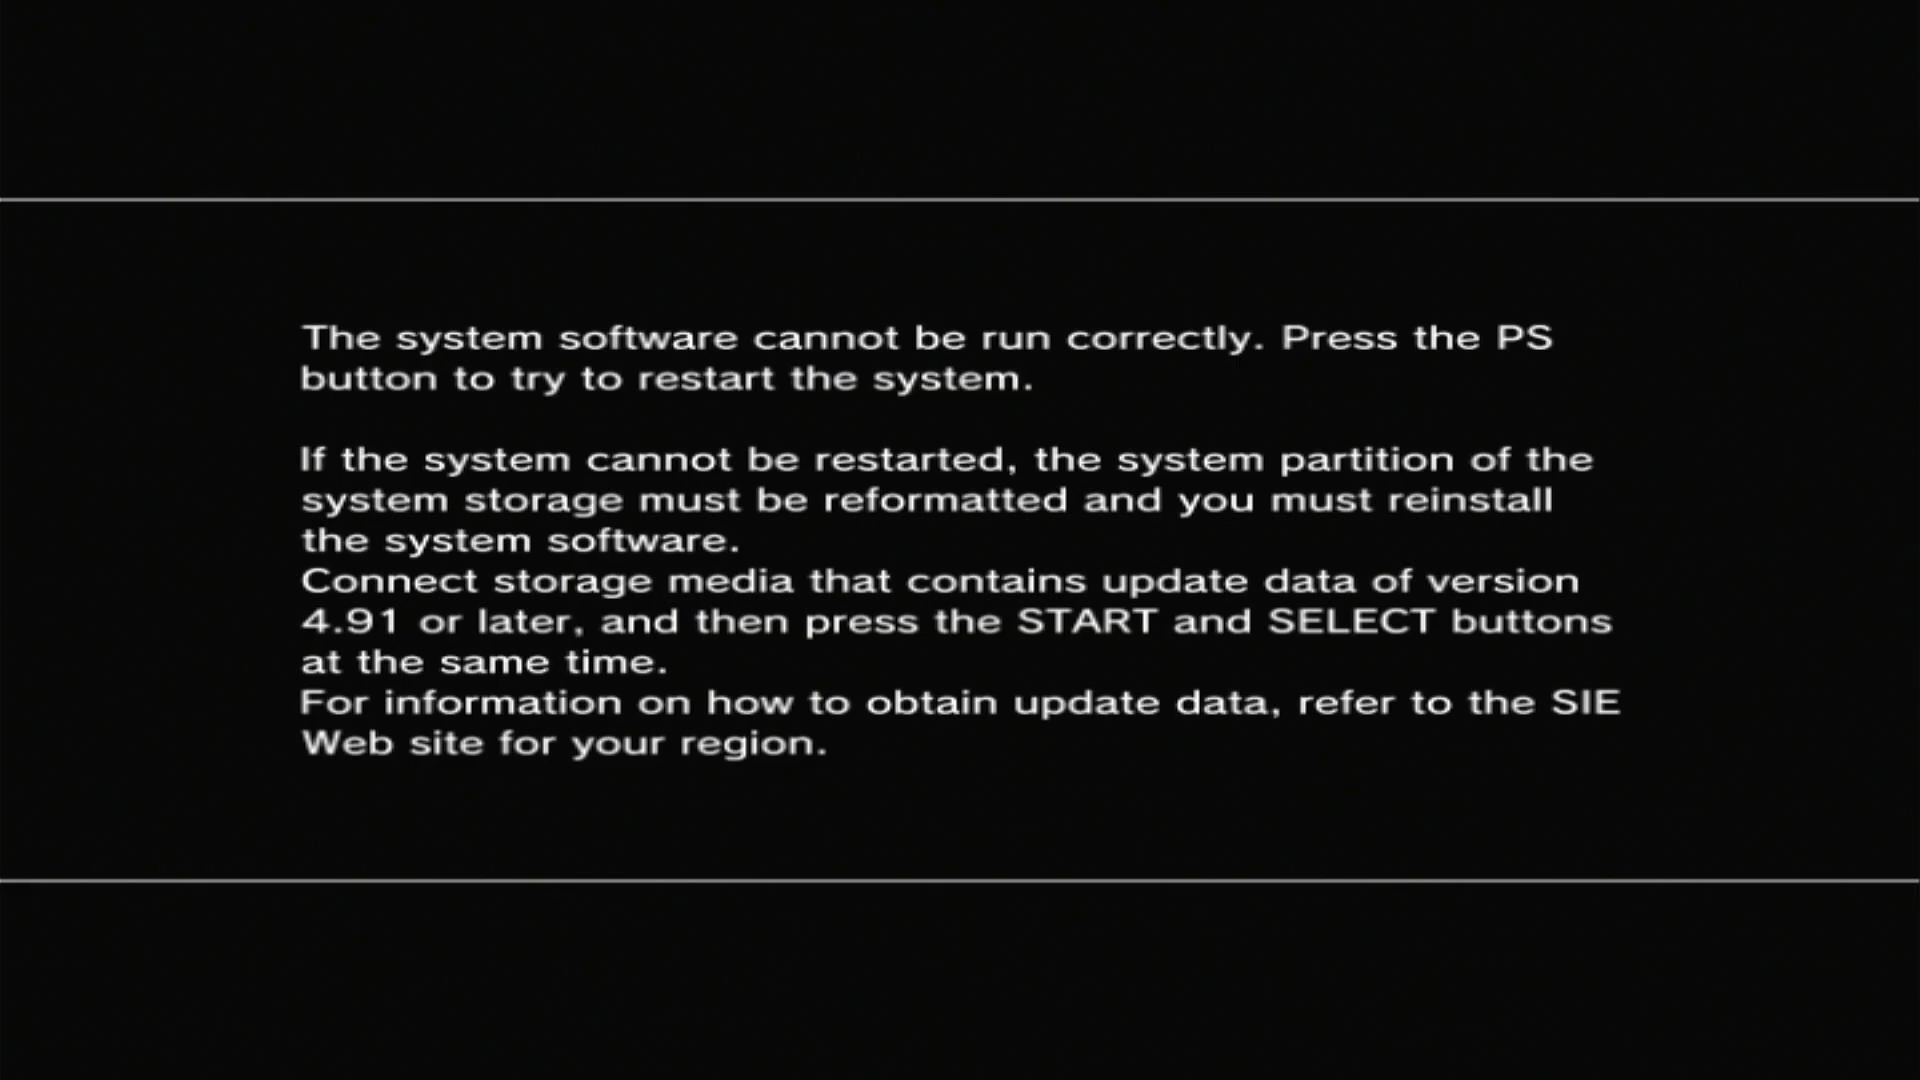 The system software cannot be run correctly. Press the PS
button to try to restart the system.
If the system cannot be restarted, the system partition of the
system storage must be reformatted and you must reinstall
the system software.
Connect storage media that contains update data of version
4.91 or later, and then press the START and SELECT buttons
at the same time.
For information on how to obtain update data, refer to the SIE
Web site for your region.